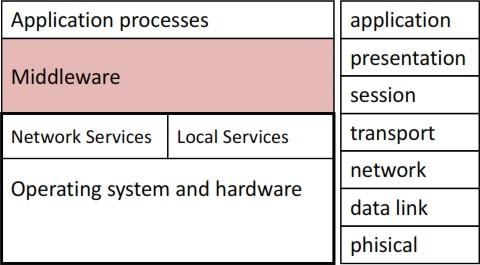 Application processes
Middleware
Network Services
Local Services
Operating system and hardware
application
presentation
session
transport
network
data link
phisical